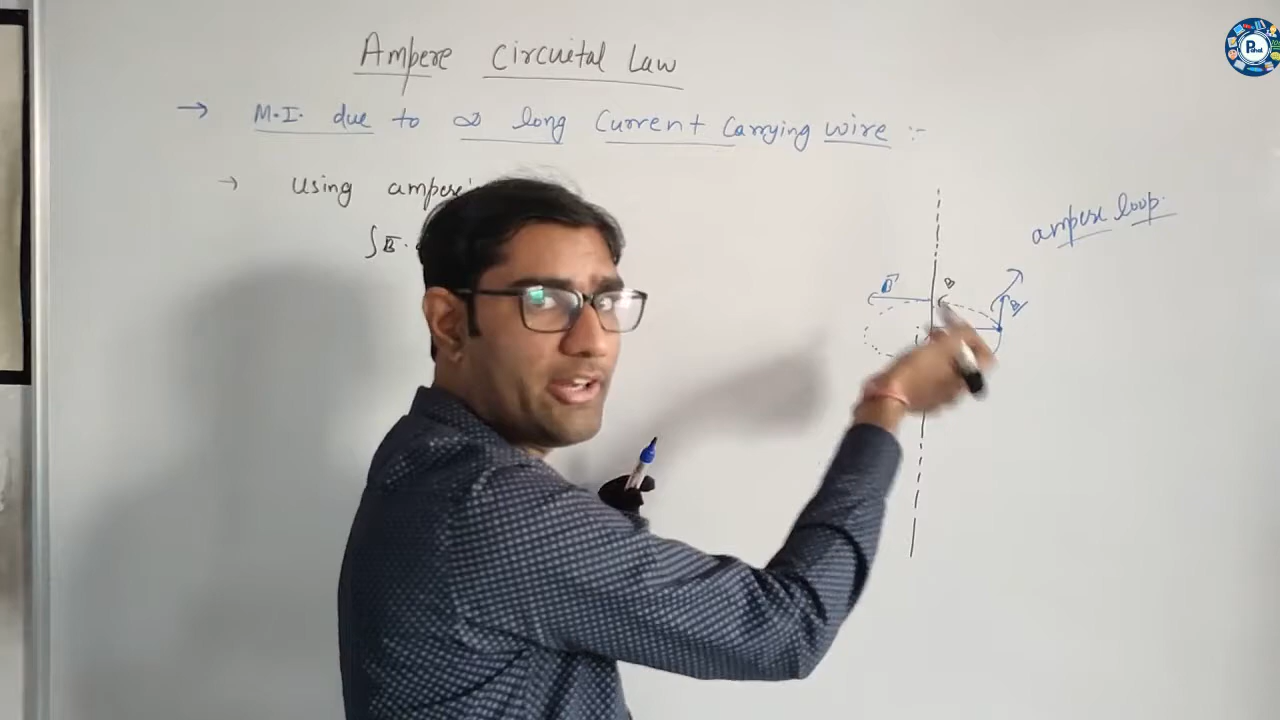 Ampere Circuital Law
→ M.I. due to ∞ long Current Carrying wire :-
→ using ampere's
∫B̅.
ampere loop.
B
B